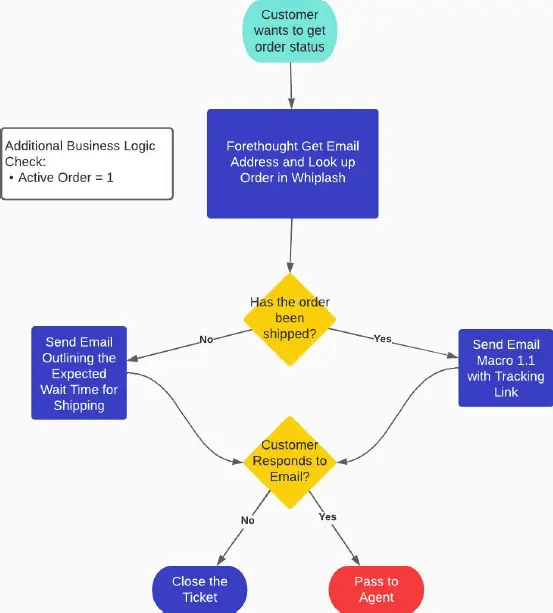 Customer
wants to get
order status
Additional Business Logic
Check:
• Active Order = 1
Forethought Get Email
Address and Look up
Order in Whiplash
Has the order
been
shipped?
No
Yes
Send Email
Outlining the
Expected
Wait Time for
Shipping
Send Email
Macro 1.1
with Tracking
Link
Customer
Responds to
Email?
No
Yes
Close the
Ticket
Pass to
Agent